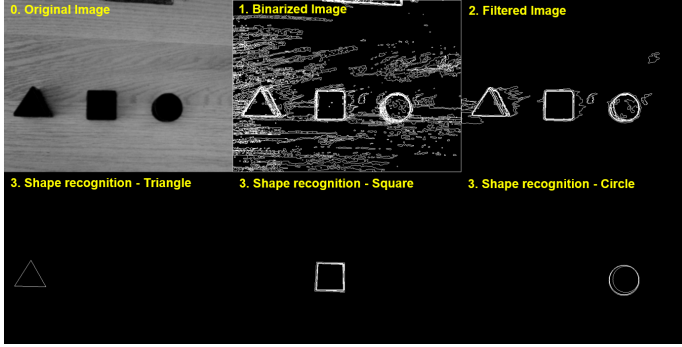 0. Original Image
1. Binarized Image
2. Filtered Image
3. Shape recognition - Triangle
3. Shape recognition - Square
3. Shape recognition - Circle